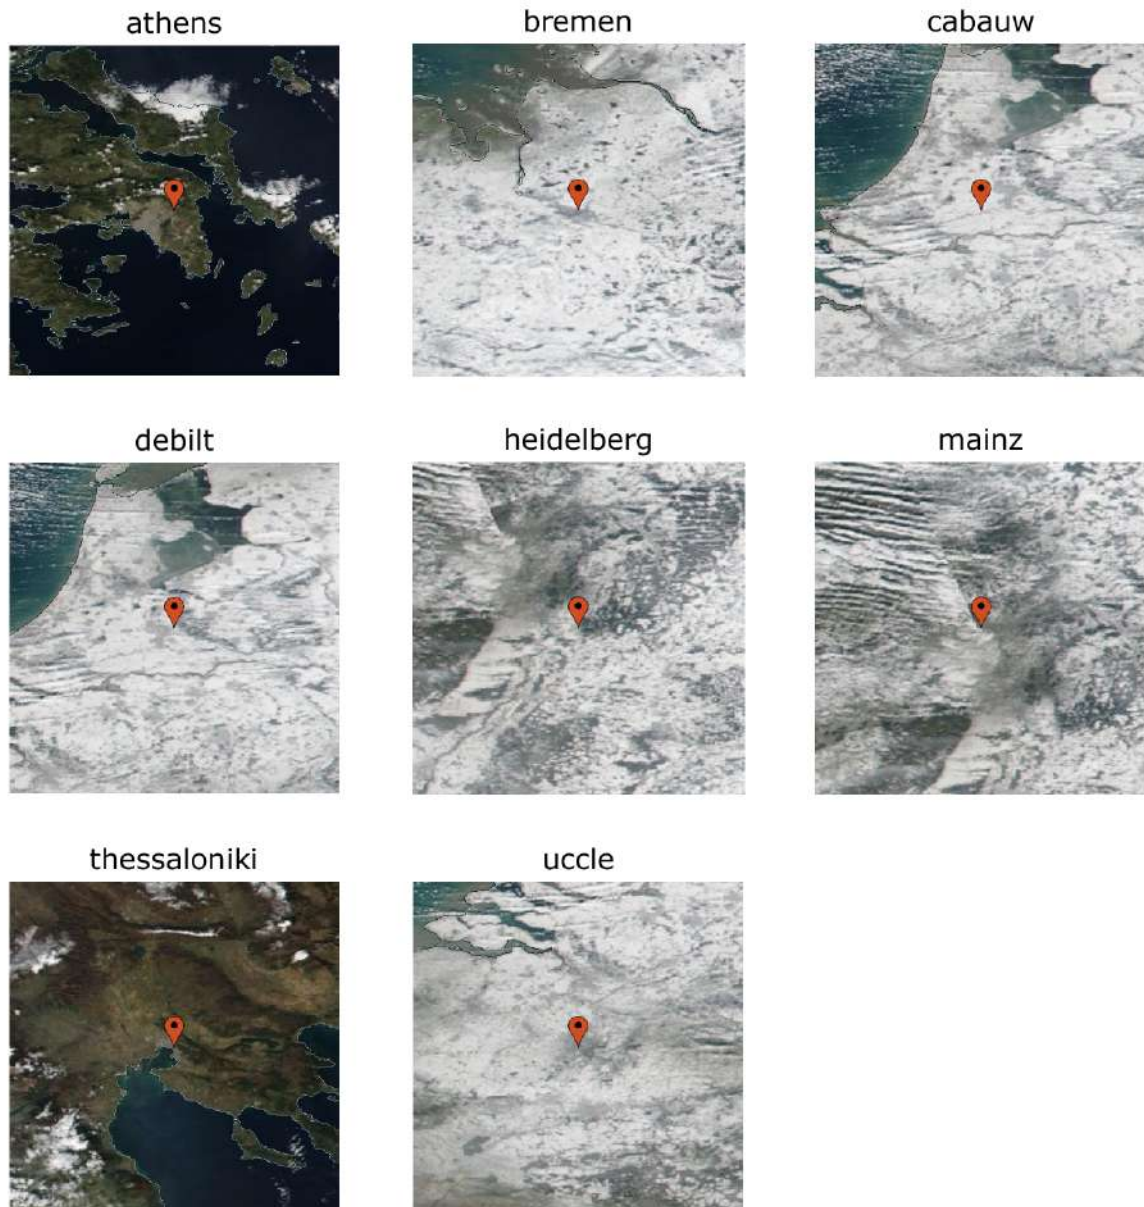 athens
bremen
cabauw
debilt
heidelberg
mainz
thessaloniki
uccle